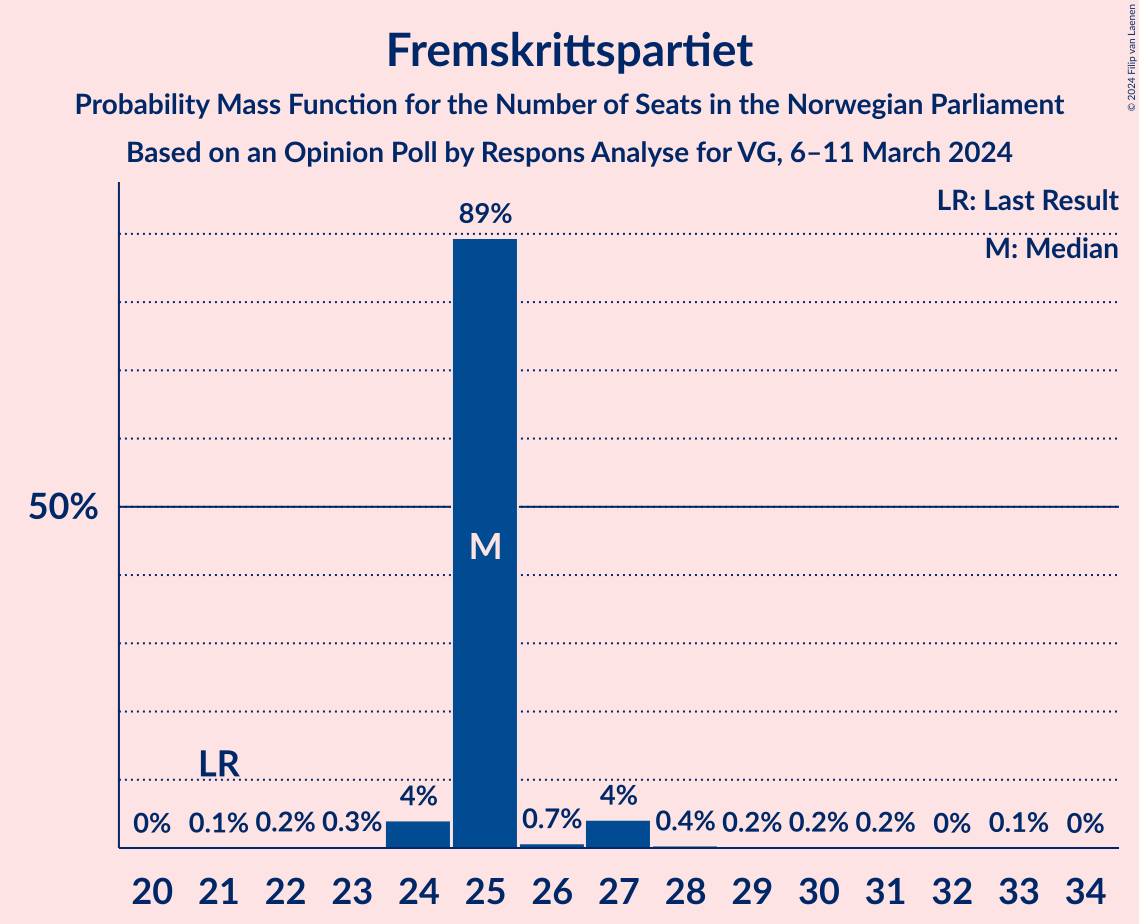 Fremskrittspartiet
Probability Mass Function for the Number of Seats in the Norwegian Parliament
Based on an Opinion Poll by Respons Analyse for VG, 6–11 March 2024
© 2024 Filip van Laenen
LR: Last Result
M: Median
89%
50%
M
LR
0% 0.1% 0.2% 0.3% 4% 0.7% 4% 0.4% 0.2% 0.2% 0.2% 0% 0.1% 0%
20 21 22 23 24 25 26 27 28 29 30 31 32 33 34